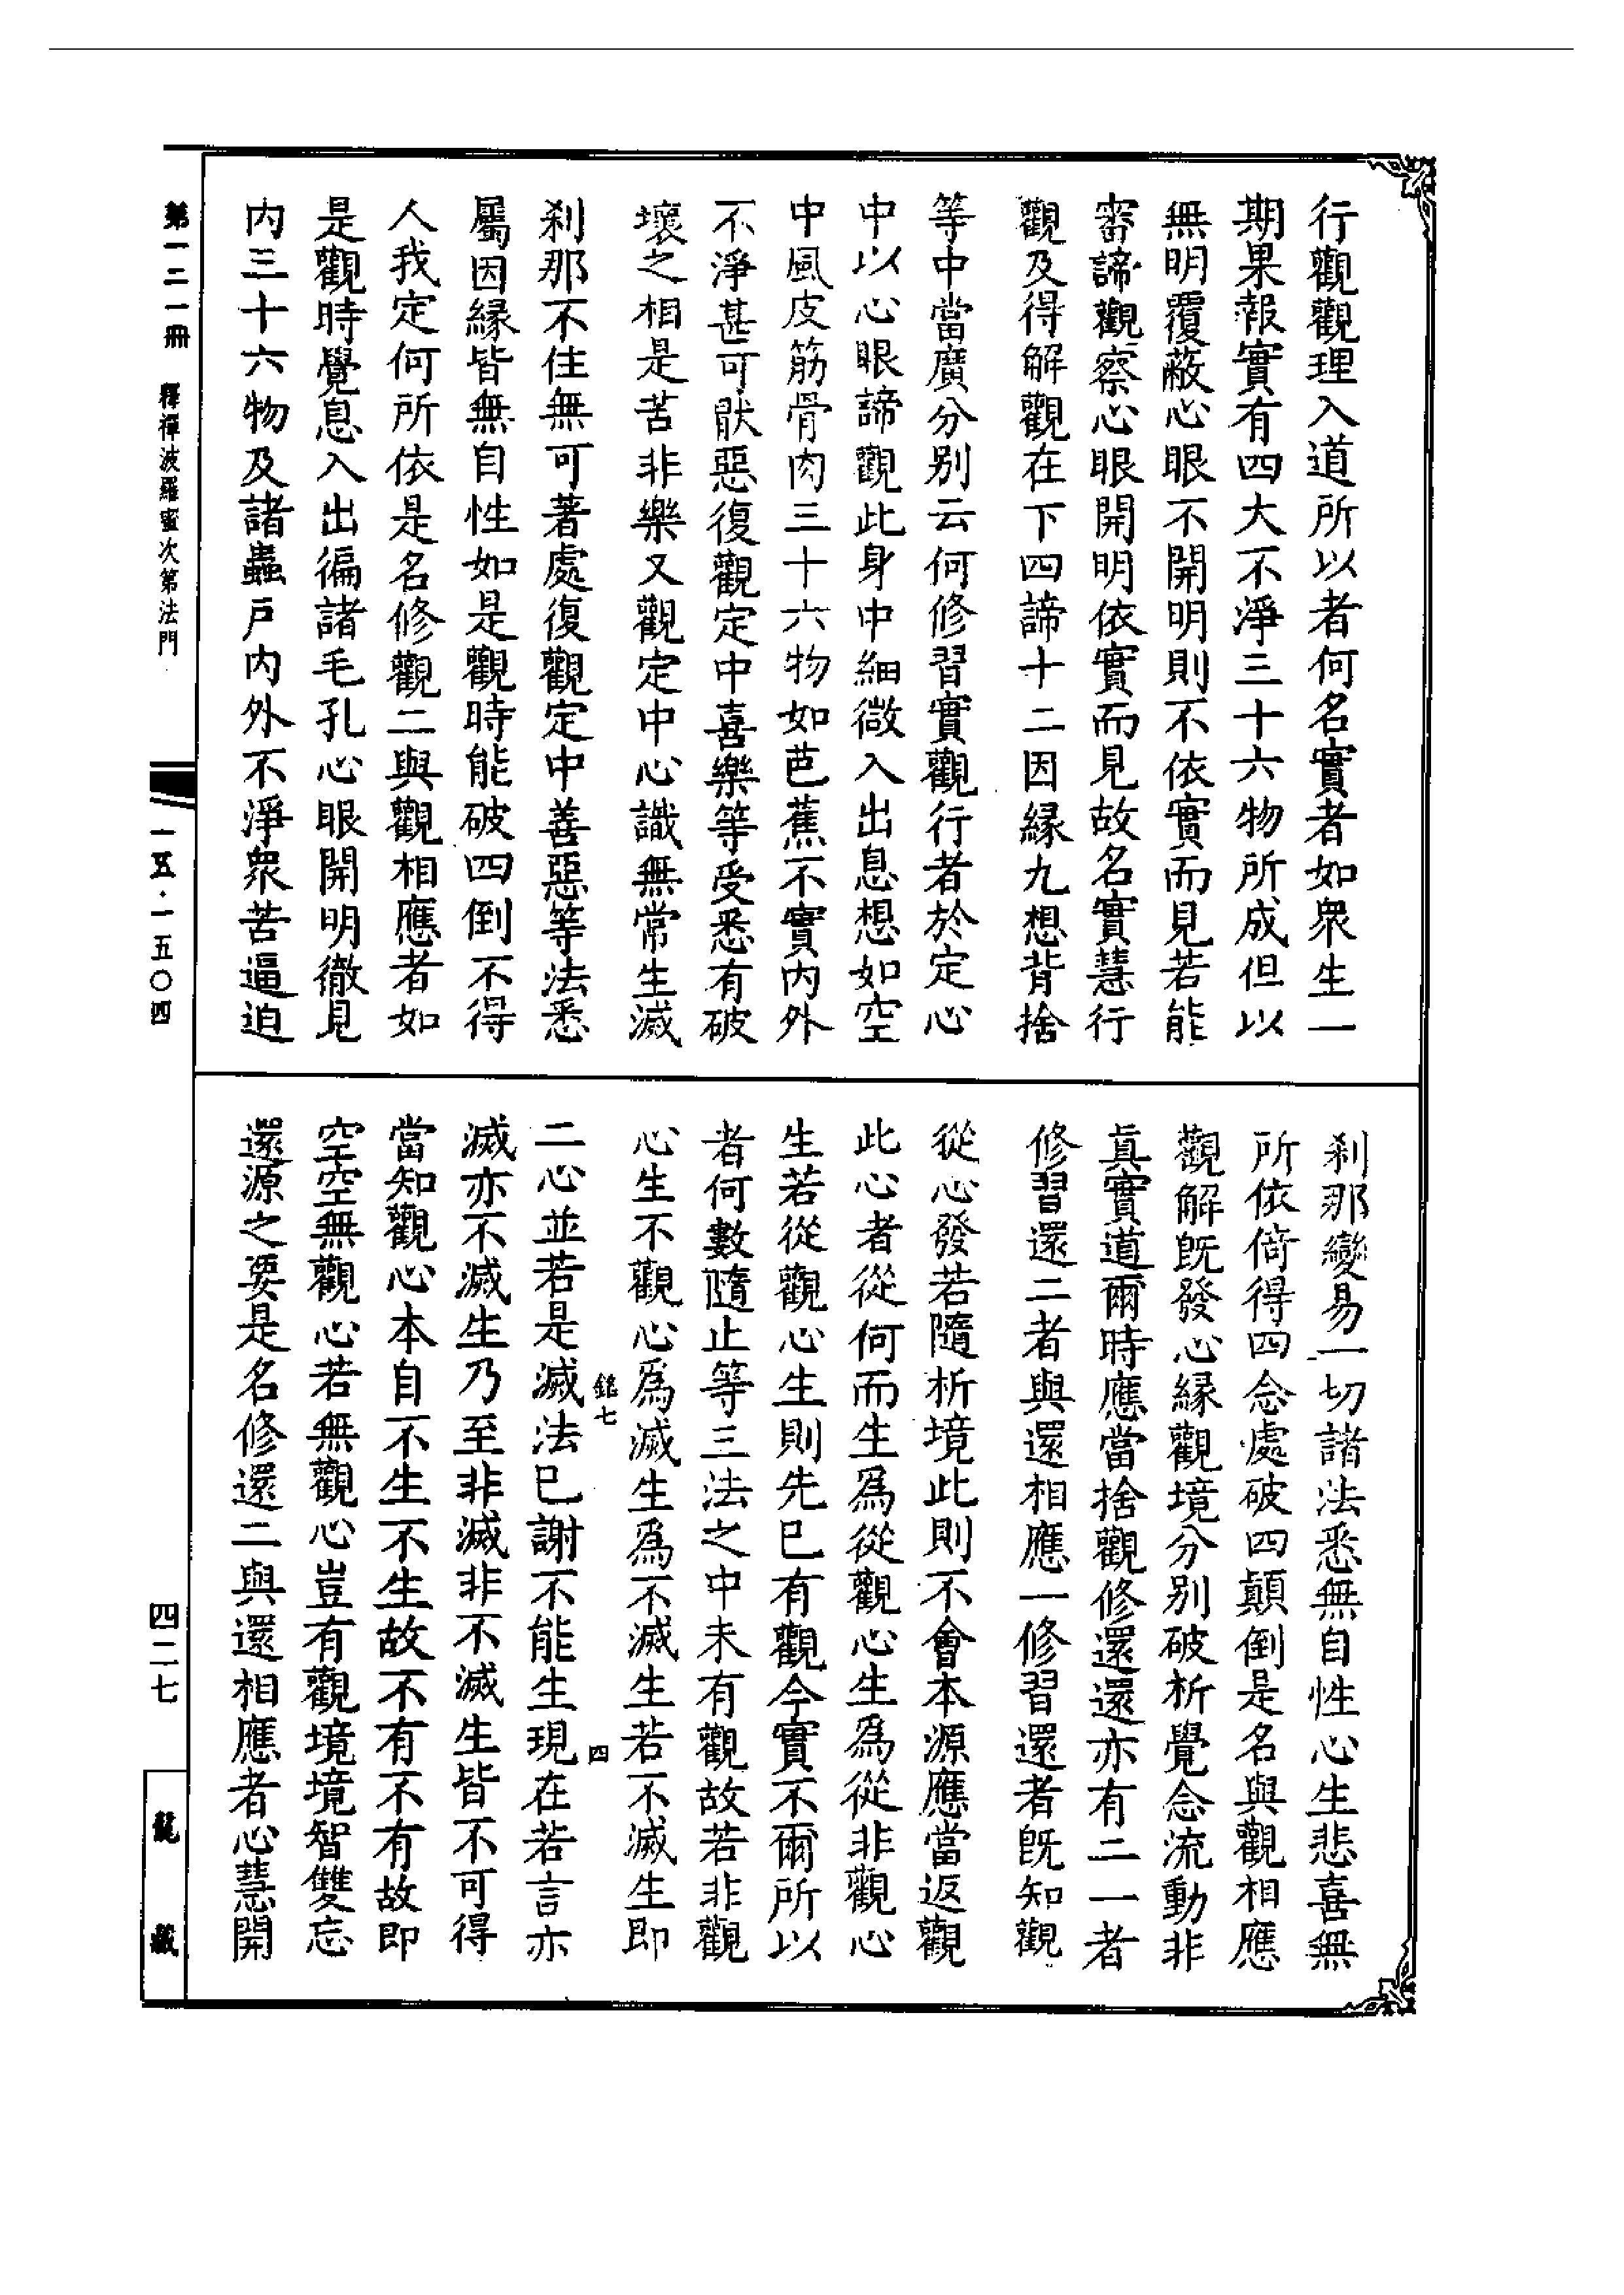 行觀觀理入道所以者何名實者如眾生一
期果報實有四大不淨三十六物所成但以
無明覆蔽心眼不開明則不依實而見若能
審諦觀察心眼開明依實而見故名實慧行
觀及得解觀在下四諦十二因緣九想背捨
等中當廣分別云何修習實觀行者於定心
中以心眼諦觀此身中細微入出息想如空
中風皮筋骨肉三十六物如芭蕉不實內外
不淨甚可厭惡復觀定中喜樂等受悉有破
壞之相是苦非樂又觀定中心識無常生滅
剎那不住無可著處復觀定中善惡等法悉
屬因緣皆無自性如是觀時能破四倒不得
人我定何所依是名修觀二與觀相應者如
是觀時覺息入出徧諸毛孔心眼開明徹見
內三十六物及諸蟲戶內外不淨眾苦逼迫
剎那變易一切諸法悉無自性心生悲喜無
所依倚得四念處破四顛倒是名與觀相應
觀解既發心緣觀境分別破析覺念流動非
真實道爾時應當捨觀修還還亦有二一者
修習還二者與還相應一修習還者既知觀
從心發若隨析境此則不會本源應當返觀
此心者從何而生為從觀心生為從非觀心
生若從觀心生則先已有觀今實不爾所以
者何數隨止等三法之中未有觀故若非觀
心生不觀心為滅生為不滅生若不滅生即
二心並若是滅法已謝不能生現在若言亦
滅亦不滅生乃至非滅非不滅生皆不可得
當知觀心本自不生不生故不有不有故即
空空無觀心若無觀心豈有觀境境智雙忘
還源之要是名修還二與還相應者心慧開
銘七
四
第一二一冊 釋禪波羅蜜次第法門
一五·一五〇四
四二七
龍藏